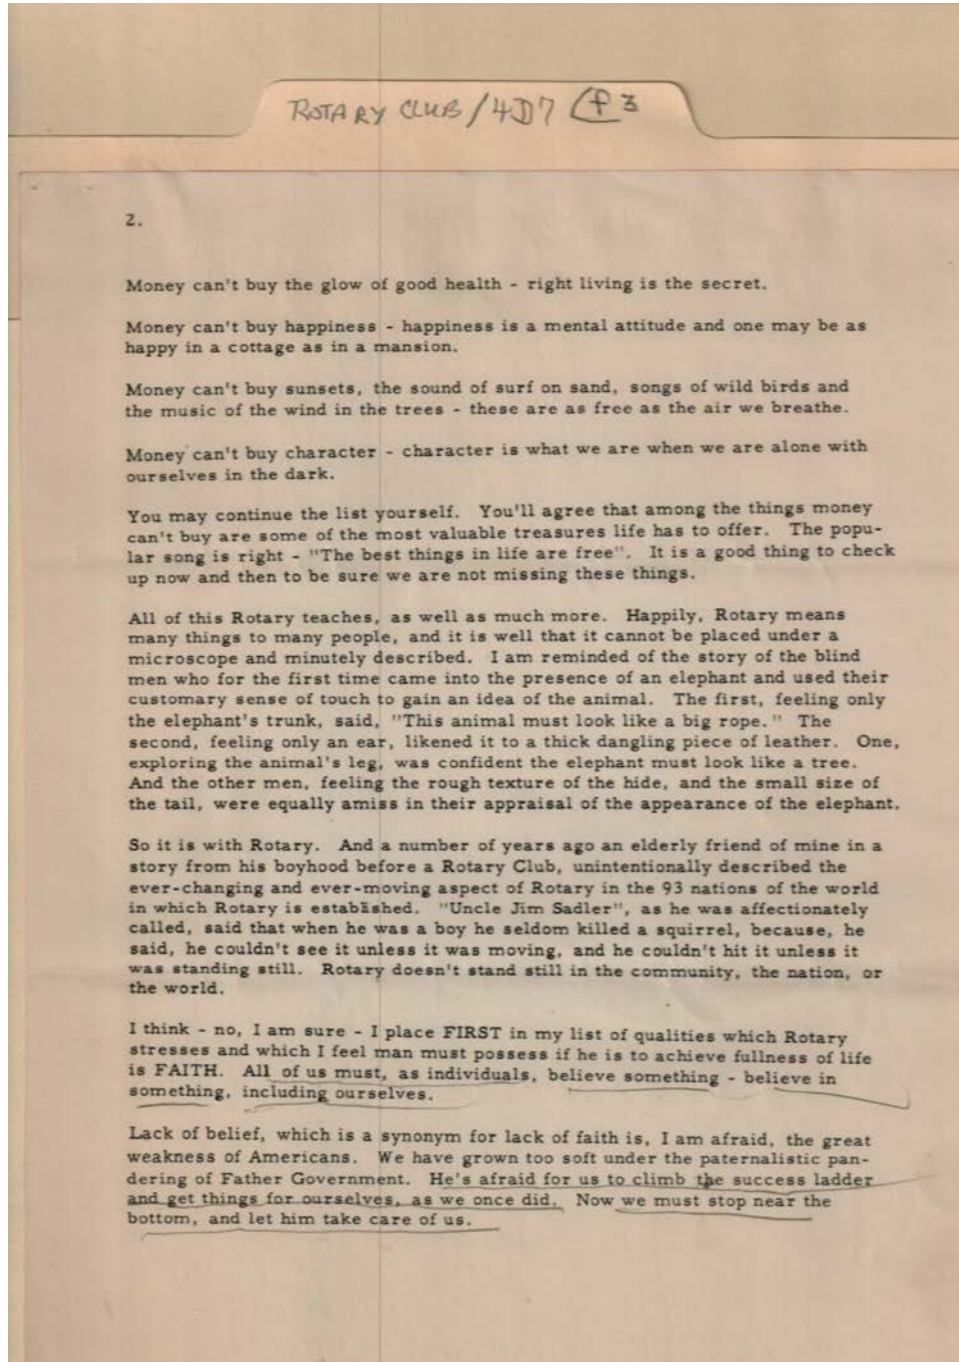 ROTARY CLUB/4D7 f3
2.
Money can't buy the glow of good health - right living is the secret.
Money can't buy happiness - happiness is a mental attitude and one may be as
happy in a cottage as in a mansion.
Money can't buy sunsets, the sound of surf on sand, songs of wild birds and
the music of the wind in the trees - these are as free as the air we breathe.
Money can't buy character - character is what we are when we are alone with
ourselves in the dark.
You may continue the list yourself. You'll agree that among the things money
can't buy are some of the most valuable treasures life has to offer. The popu-
lar song is right - "The best things in life are free". It is a good thing to check
up now and then to be sure we are not missing these things.
All of this Rotary teaches, as well as much more. Happily, Rotary means
many things to many people, and it is well that it cannot be placed under a
microscope and minutely described. I am reminded of the story of the blind
men who for the first time came into the presence of an elephant and used their
customary sense of touch to gain an idea of the animal. The first, feeling only
the elephant's trunk, said, "This animal must look like a big rope." The
second, feeling only an ear, likened it to a thick dangling piece of leather. One,
exploring the animal's leg, was confident the elephant must look like a tree.
And the other men, feeling the rough texture of the hide, and the small size of
the tail, were equally amiss in their appraisal of the appearance of the elephant.
So it is with Rotary. And a number of years ago an elderly friend of mine in a
story from his boyhood before a Rotary Club, unintentionally described the
ever-changing and ever-moving aspect of Rotary in the 93 nations of the world
in which Rotary is established. "Uncle Jim Sadler", as he was affectionately
called, said that when he was a boy he seldom killed a squirrel, because, he
said, he couldn't see it unless it was moving, and he couldn't hit it unless it
was standing still. Rotary doesn't stand still in the community, the nation, or
the world.
I think - no, I am sure - I place FIRST in my list of qualities which Rotary
stresses and which I feel man must possess if he is to achieve fullness of life
is FAITH. All of us must, as individuals, believe something - believe in
something, including ourselves.
Lack of belief, which is a synonym for lack of faith is, I am afraid, the great
weakness of Americans. We have grown too soft under the paternalistic pan-
dering of Father Government. He's afraid for us to climb the success ladder
and get things for ourselves, as we once did. Now we must stop near the
bottom, and let him take care of us.